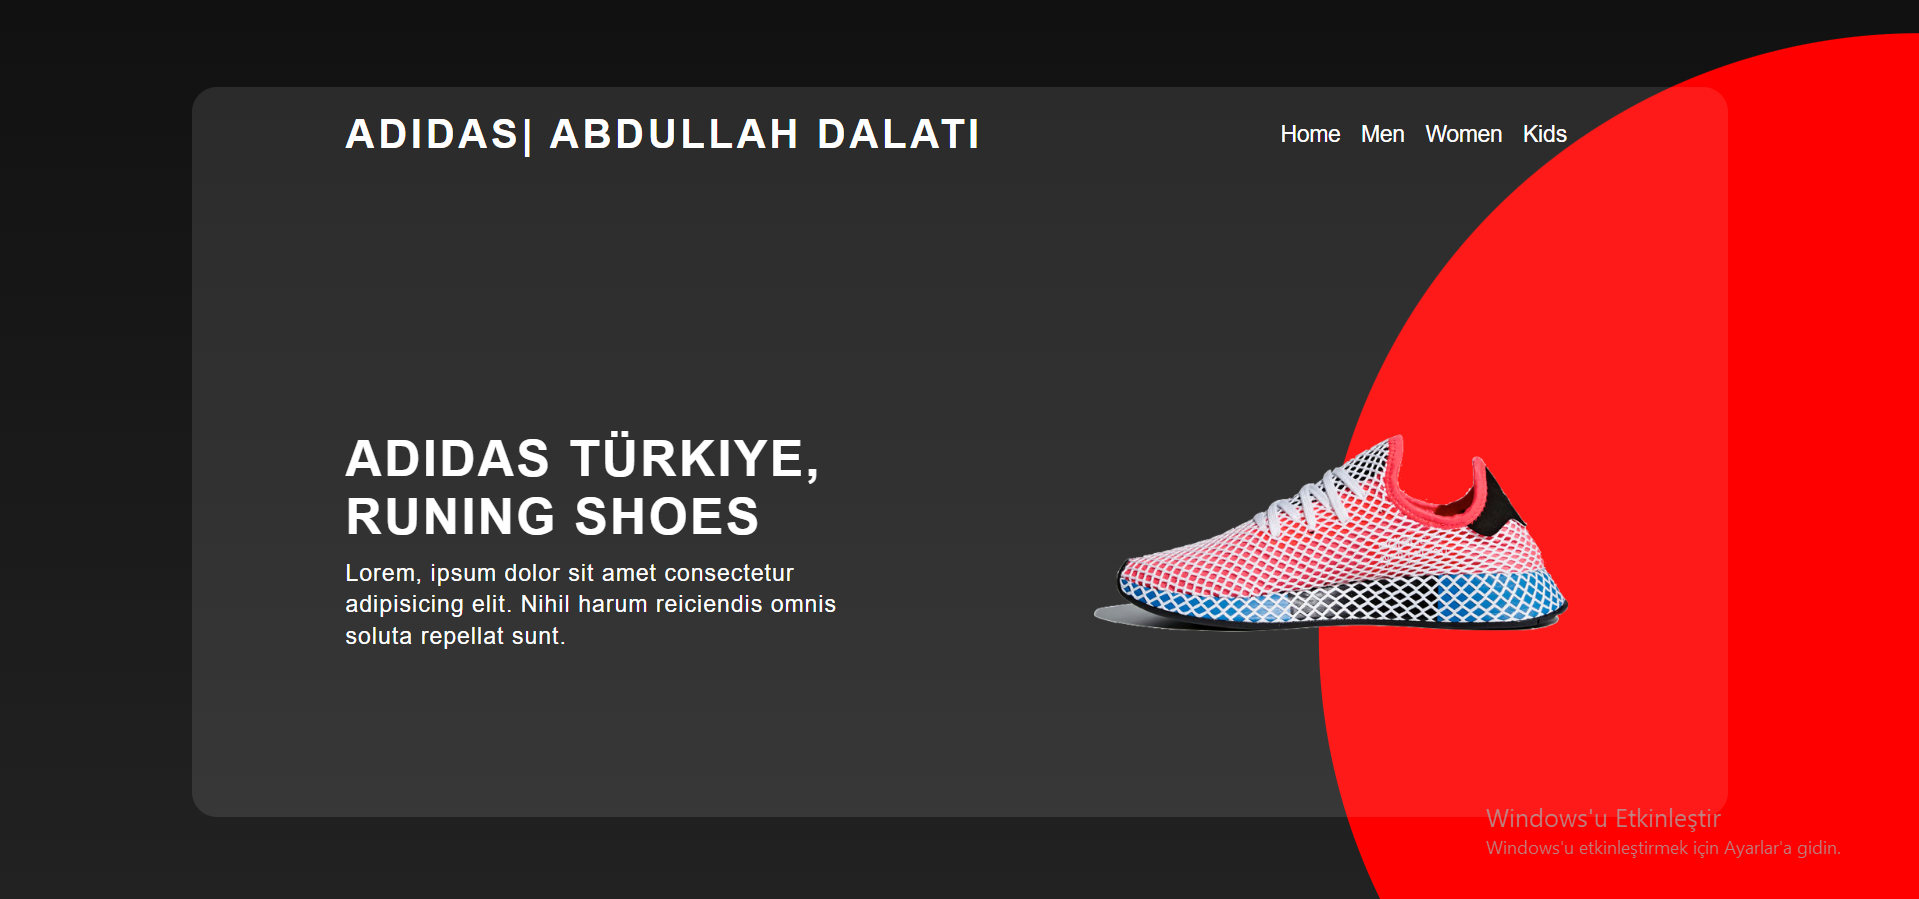 ADIDAS| ABDULLAH DALATI
Home Men Women Kids
ADIDAS TÜRKIYE,
RUNING SHOES
Lorem, ipsum dolor sit amet consectetur
adipisicing elit. Nihil harum reiciendis omnis
soluta repellat sunt.
Windows'u Etkinleştir
Windows'u etkinleştirmek için Ayarlar'a gidin.